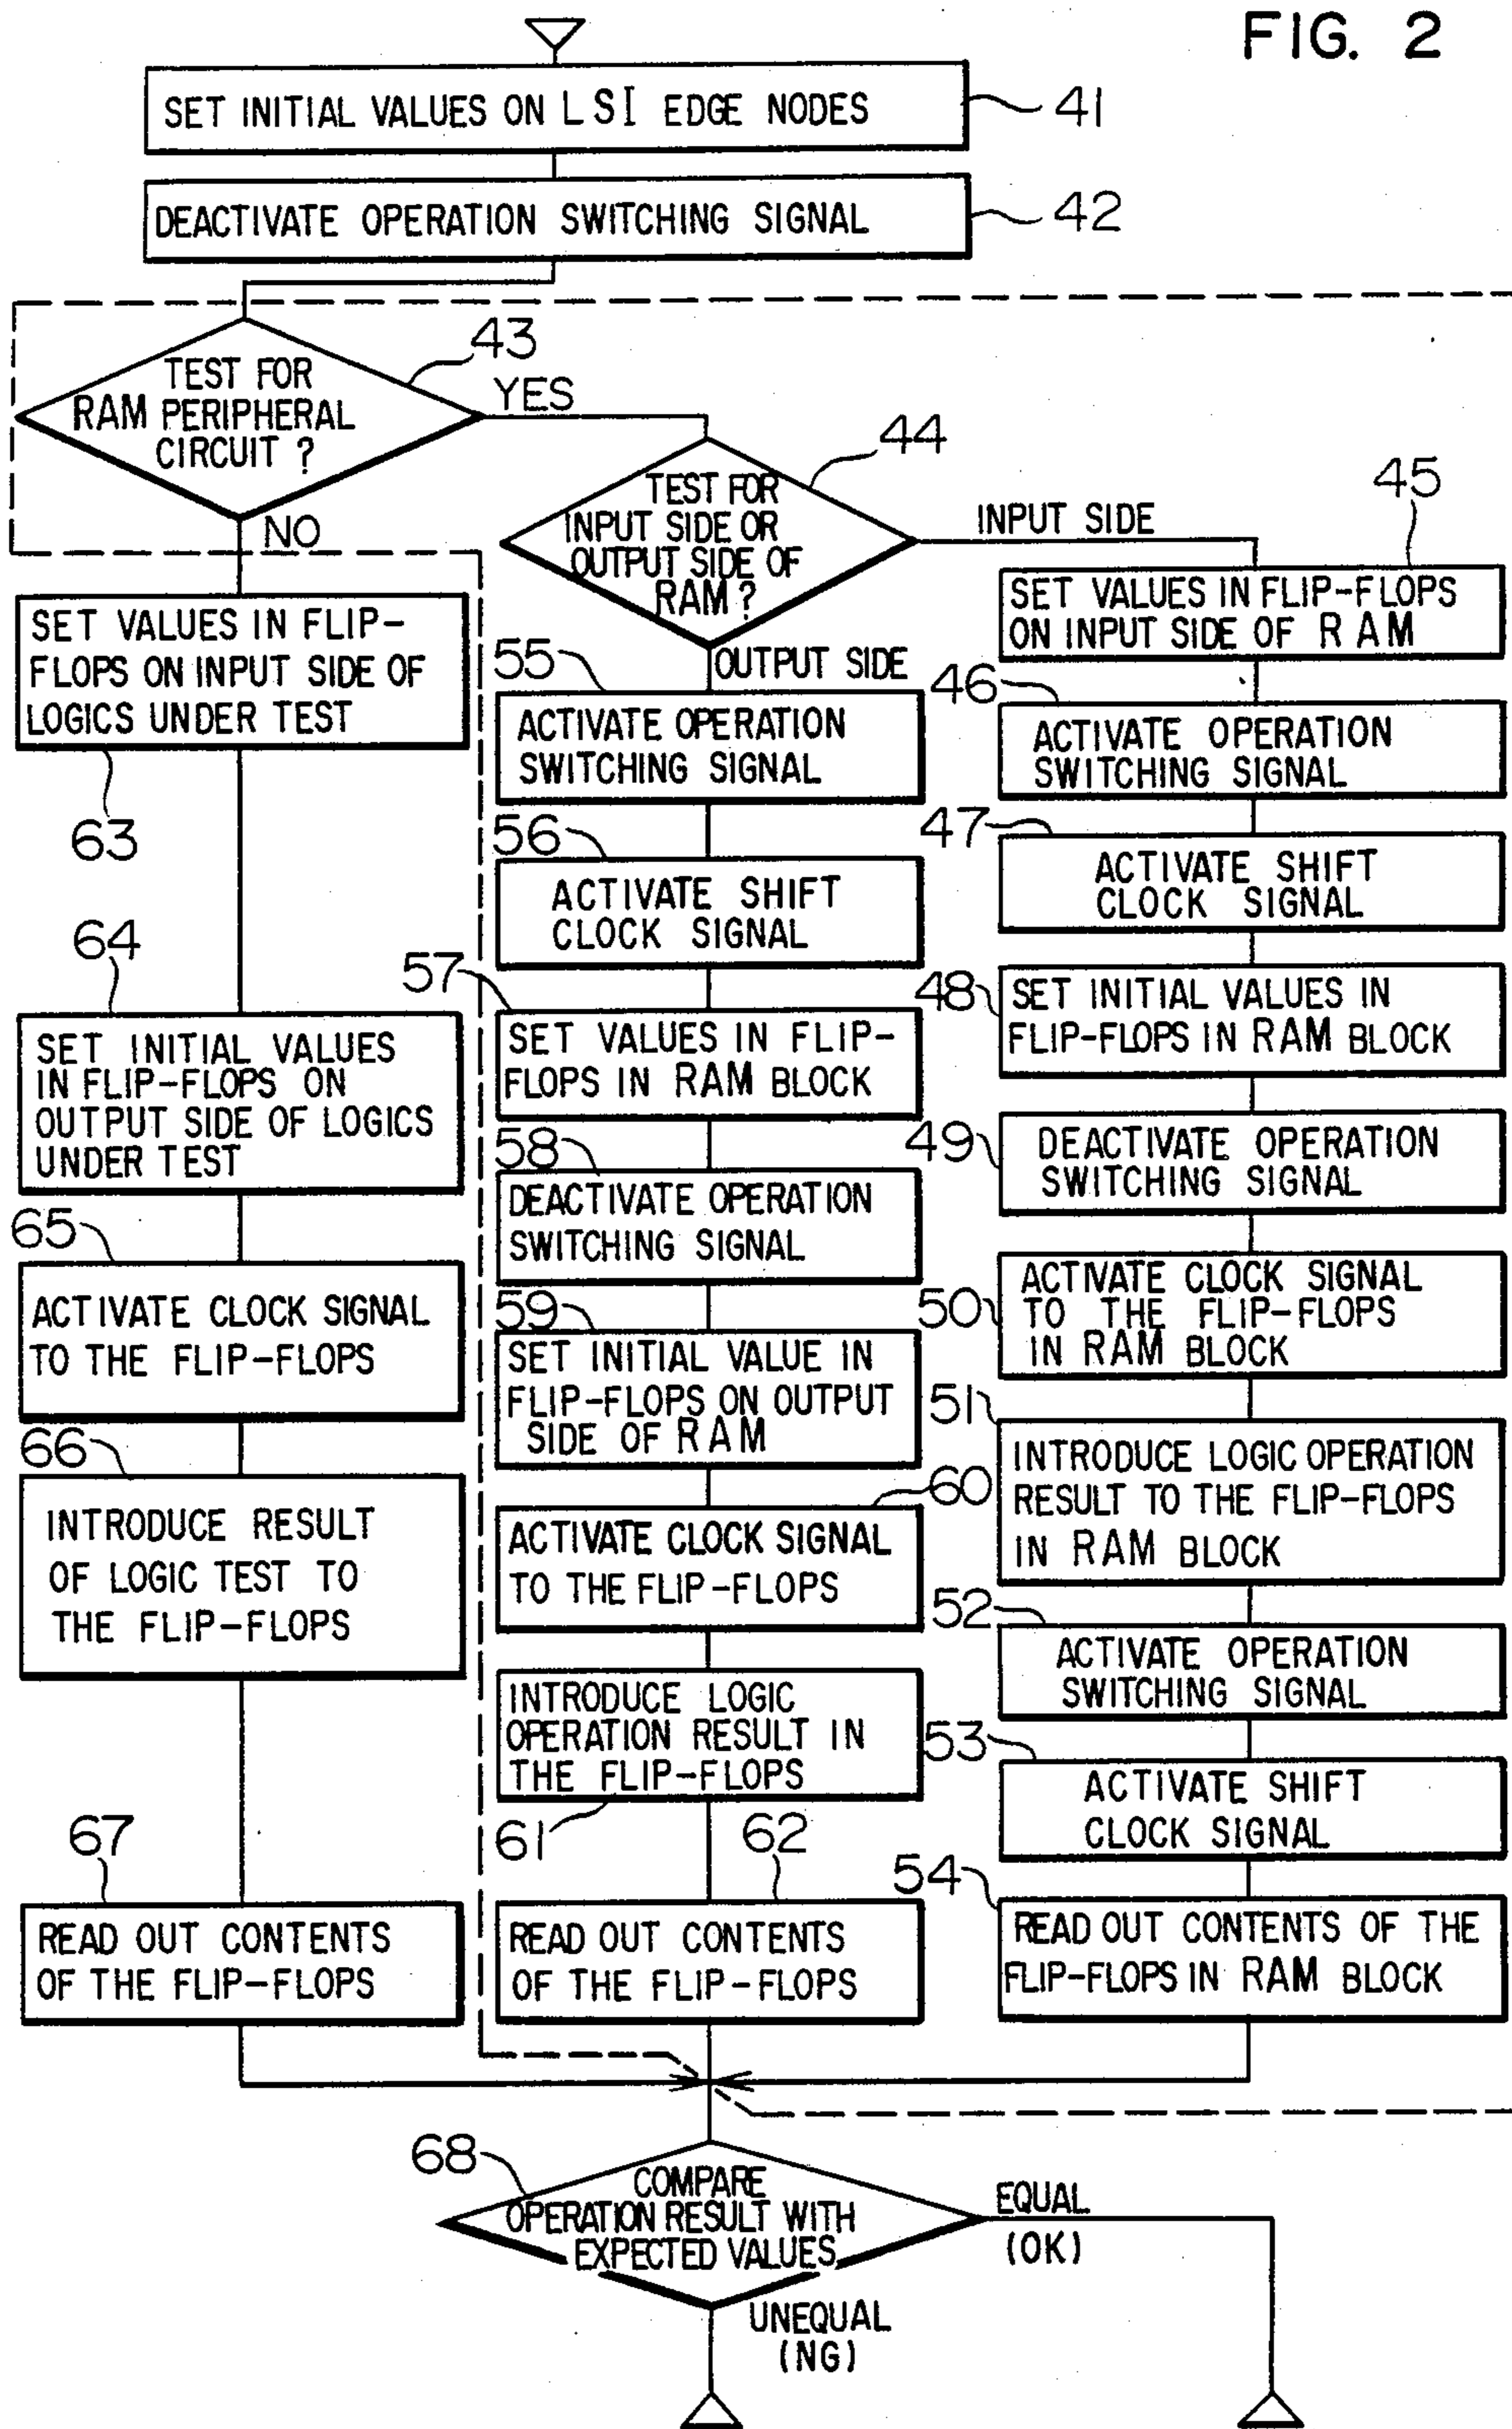 FIG. 2
SET INITIAL VALUES ON LSI EDGE NODES
41
DEACTIVATE OPERATION SWITCHING SIGNAL
42
43
TEST FOR
RAM PERIPHERAL
CIRCUIT ?
YES
NO
44
TEST FOR
INPUT SIDE OR
OUTPUT SIDE OF
RAM ?
INPUT SIDE
OUTPUT SIDE
63
SET VALUES IN FLIP-
FLOPS ON INPUT SIDE OF
LOGICS UNDER TEST
64
SET INITIAL VALUES
IN FLIP-FLOPS ON
OUTPUT SIDE OF LOGICS
UNDER TEST
65
ACTIVATE CLOCK SIGNAL
TO THE FLIP-FLOPS
66
INTRODUCE RESULT
OF LOGIC TEST TO
THE FLIP-FLOPS
67
READ OUT CONTENTS
OF THE FLIP-FLOPS
55
ACTIVATE OPERATION
SWITCHING SIGNAL
56
ACTIVATE SHIFT
CLOCK SIGNAL
57
SET VALUES IN FLIP-
FLOPS IN RAM BLOCK
58
DEACTIVATE OPERATION
SWITCHING SIGNAL
59
SET INITIAL VALUE IN
FLIP-FLOPS ON OUTPUT
SIDE OF RAM
60
ACTIVATE CLOCK SIGNAL
TO THE FLIP-FLOPS
INTRODUCE LOGIC
OPERATION RESULT IN
THE FLIP-FLOPS
61
62
READ OUT CONTENTS
OF THE FLIP-FLOPS
45
SET VALUES IN FLIP-FLOPS
ON INPUT SIDE OF RAM
46
ACTIVATE OPERATION
SWITCHING SIGNAL
47
ACTIVATE SHIFT
CLOCK SIGNAL
48
SET INITIAL VALUES IN
FLIP-FLOPS IN RAM BLOCK
49
DEACTIVATE OPERATION
SWITCHING SIGNAL
50
ACTIVATE CLOCK SIGNAL
TO THE FLIP-FLOPS
IN RAM BLOCK
51
INTRODUCE LOGIC OPERATION
RESULT TO THE FLIP-FLOPS
IN RAM BLOCK
52
ACTIVATE OPERATION
SWITCHING SIGNAL
53
ACTIVATE SHIFT
CLOCK SIGNAL
54
READ OUT CONTENTS OF THE
FLIP-FLOPS IN RAM BLOCK
68
COMPARE
OPERATION RESULT WITH
EXPECTED VALUES
EQUAL
(OK)
UNEQUAL
(NG)